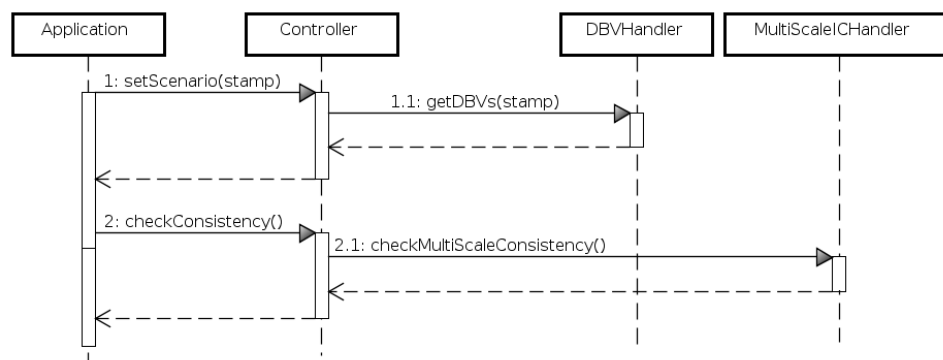 Application
Controller
DBVHandler
MultiScaleICHandler
1: setScenario(stamp)
1.1: getDBVs(stamp)
2: checkConsistency()
2.1: checkMultiScaleConsistency()